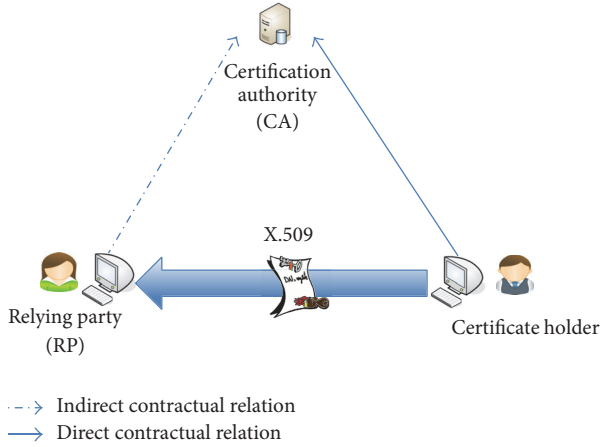 Certification
authority
(CA)
X.509
Relying party
(RP)
Certificate holder
Indirect contractual relation
Direct contractual relation